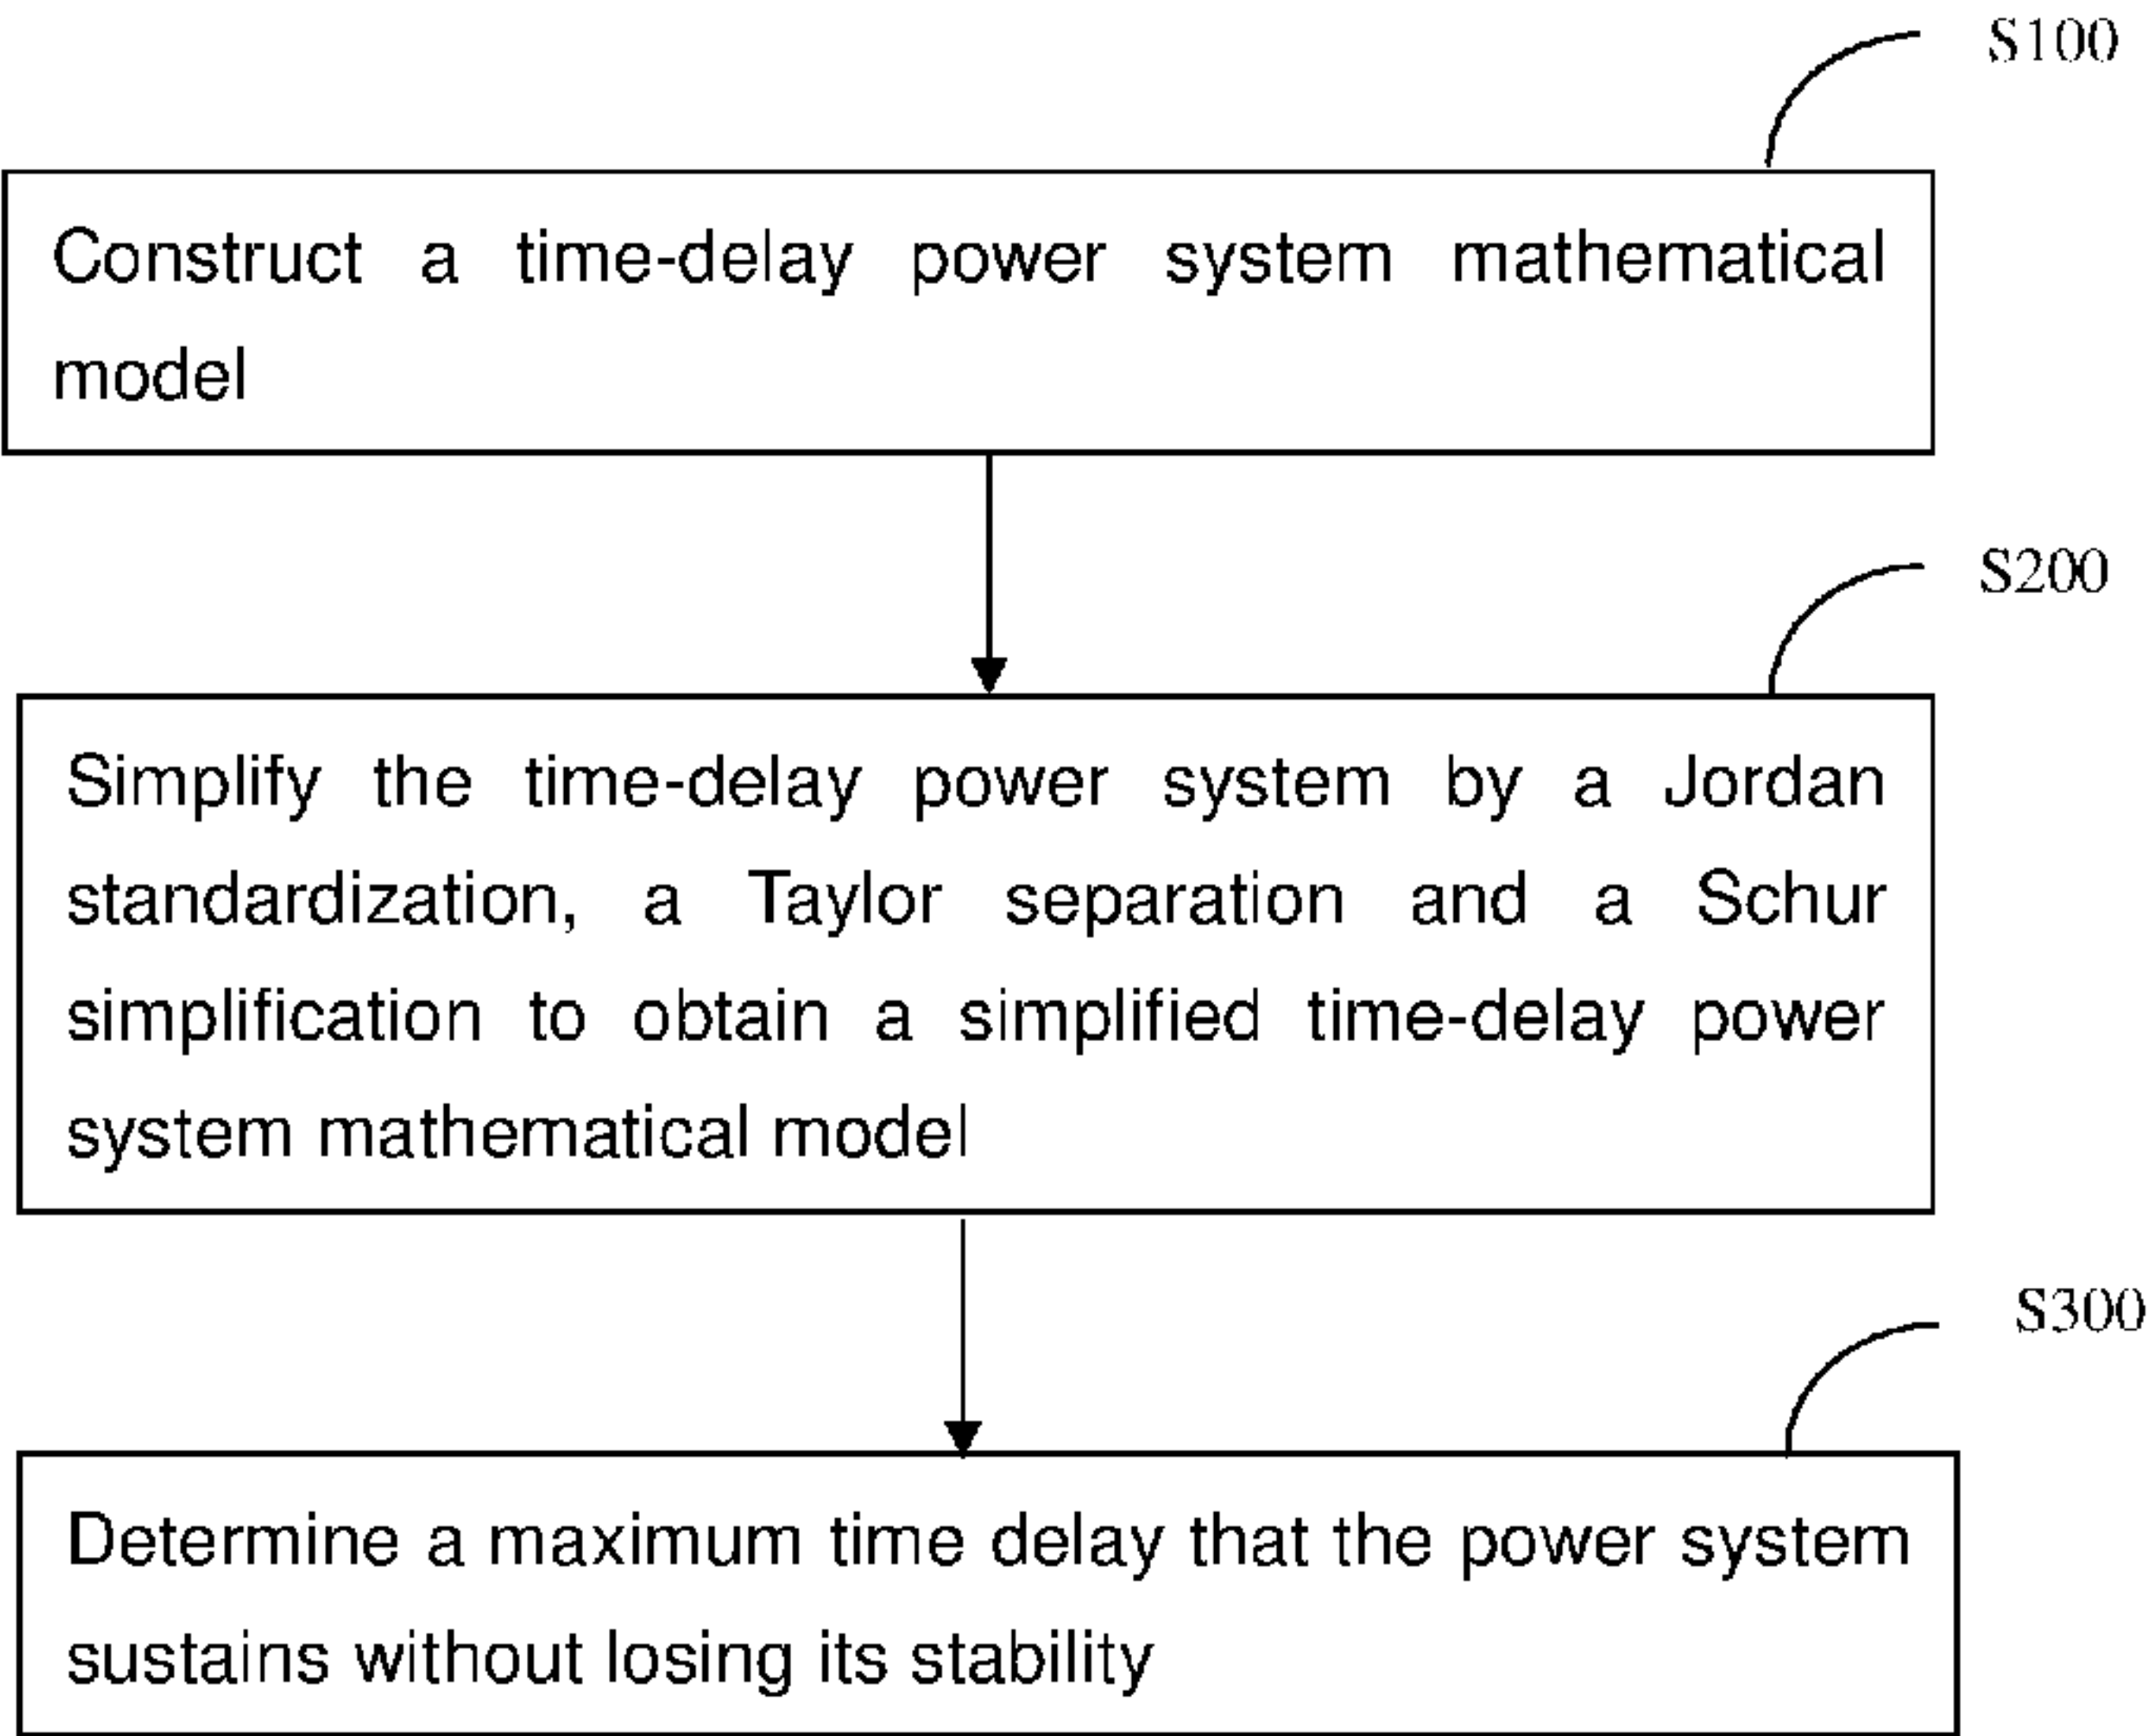 S100
Construct a time-delay power system mathematical
model
S200
Simplify the time-delay power system by a Jordan
standardization, a Taylor separation and a Schur
simplification to obtain a simplified time-delay power
system mathematical model
S300
Determine a maximum time delay that the power system
sustains without losing its stability